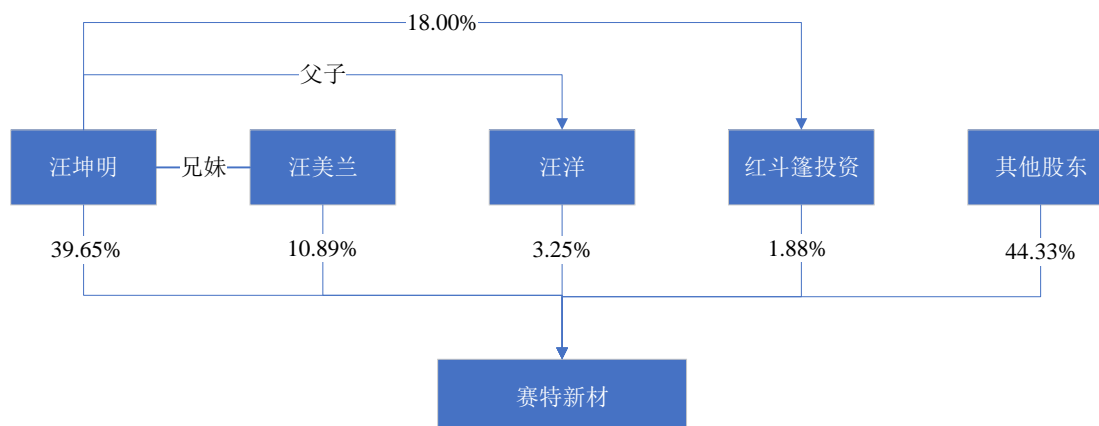 18.00%
父子
汪坤明
兄妹
汪美兰
汪洋
红斗篷投资
其他股东
39.65%
10.89%
3.25%
1.88%
44.33%
赛特新材